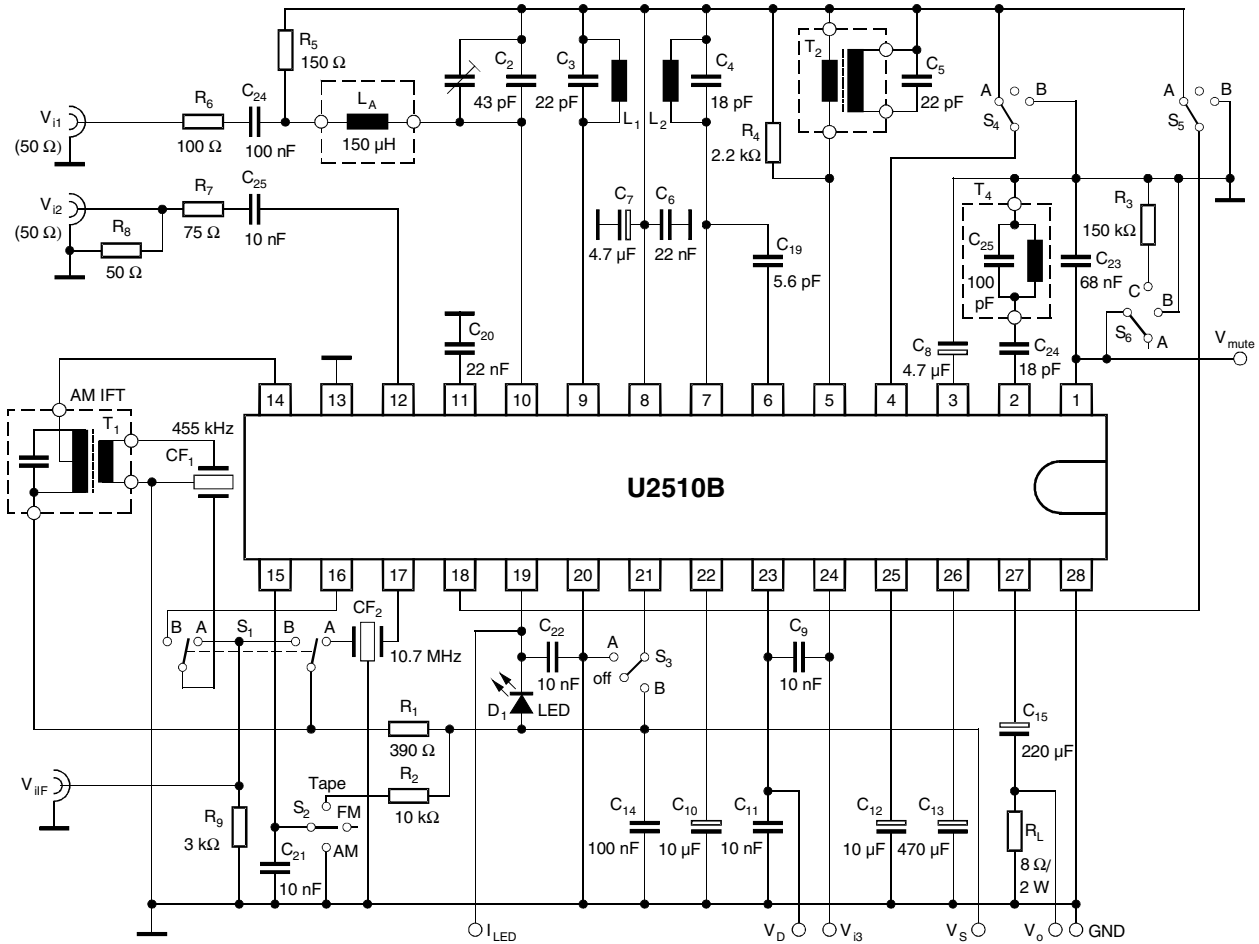 R5
150 Ω
Vi1
(50 Ω)
R6
100 Ω
C24
100 nF
LA
150 µH
C2
43 pF
C3
22 pF
L1
L2
C4
18 pF
R4
2.2 kΩ
T2
C5
22 pF
A
B
S4
A
B
S5
Vi2
(50 Ω)
R8
50 Ω
R7
75 Ω
C25
10 nF
C7
4.7 µF
C6
22 nF
C19
5.6 pF
T4
C25
100
pF
R3
150 kΩ
C23
68 nF
C
B
S6
A
Vmute
C20
22 nF
C8
4.7 µF
C24
18 pF
AM IFT
T1
455 kHz
CF1
14
13
12
11
10
9
8
7
6
5
4
3
2
1
U2510B
15
16
17
18
19
20
21
22
23
24
25
26
27
28
B
A
S1
B
A
CF2
10.7 MHz
C22
10 nF
A
off
S3
B
C9
10 nF
D1
LED
R1
390 Ω
R2
10 kΩ
C15
220 µF
ViIF
R9
3 kΩ
Tape
S2
FM
AM
C21
10 nF
C14
100 nF
C10
10 µF
C11
10 nF
C12
10 µF
C13
470 µF
RL
8 Ω/
2 W
ILED
VD
Vi3
VS
Vo
GND